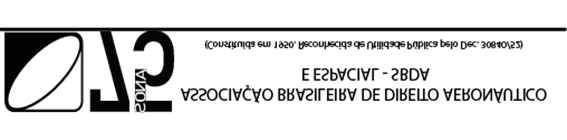 75
ANOS
ASSOCIAÇÃO BRASILEIRA DE DIREITO AERONÁUTICO
E ESPACIAL - SBDA
(Constituída em 1950. Reconhecida de Utilidade Pública pelo Dec. 30840/52)